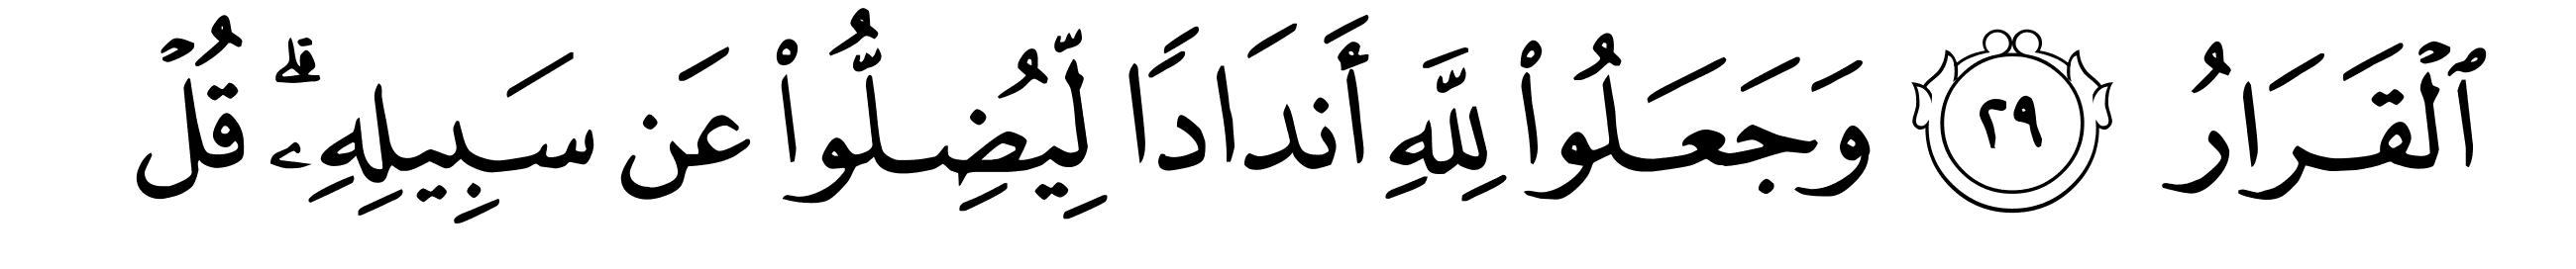 ٱلۡقَرَارُ ٢٩ وَجَعَلُواْ لِلَّهِ أَندَادٗا لِّيُضِلُّواْ عَن سَبِيلِهِۦۗ قُلۡ